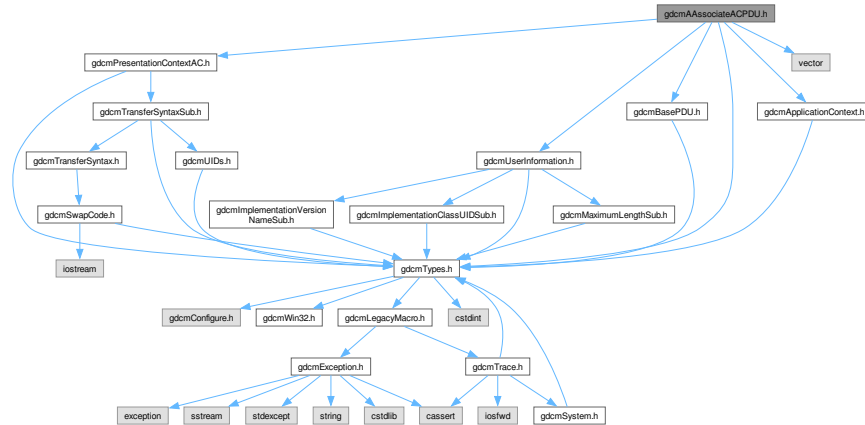 gdcmAAssociateACPDU.h
gdcmPresentationContextAC.h
vector
gdcmTransferSyntaxSub.h
gdcmBasePDU.h
gdcmApplicationContext.h
gdcmTransferSyntax.h
gdcmUIDs.h
gdcmUserInformation.h
gdcmSwapCode.h
gdcmImplementationVersion
NameSub.h
gdcmImplementationClassUIDSub.h
gdcmMaximumLengthSub.h
iostream
gdcmTypes.h
gdcmConfigure.h
gdcmWin32.h
gdcmLegacyMacro.h
cstdint
gdcmException.h
gdcmTrace.h
exception
sstream
stdexcept
string
cstdlib
cassert
iosfwd
gdcmSystem.h